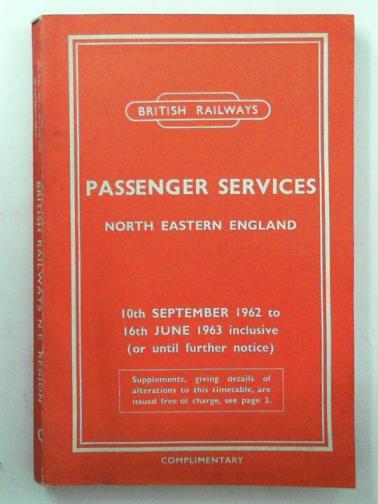 BRITISH RAILWAYS
PASSENGER SERVICES
NORTH EASTERN ENGLAND
10th SEPTEMBER 1962 to
16th JUNE 1963 inclusive
(or until further notice)
Supplements, giving details of
alterations to this timetable, are
issued free of charge, see page 3.
COMPLIMENTARY
BRITISH RAILWAYS N.E. REGION